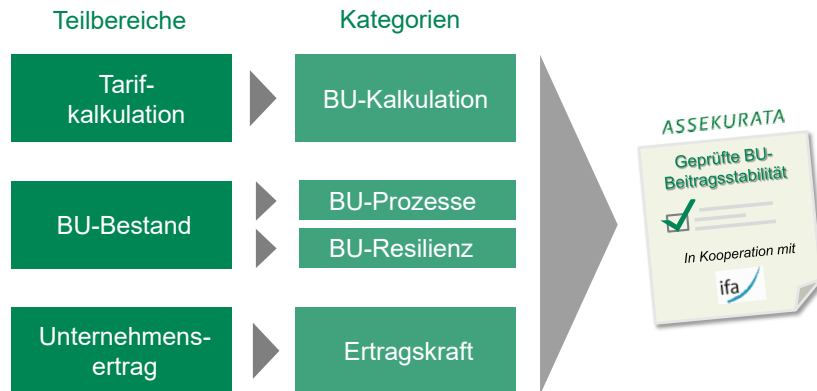 Teilbereiche
Kategorien
Tarif-
kalkulation
BU-Kalkulation
BU-Bestand
BU-Prozesse
BU-Resilienz
Unternehmens-
ertrag
Ertragskraft
ASSEKURATA
Geprüfte BU-
Beitragsstabilität
In Kooperation mit
ifa